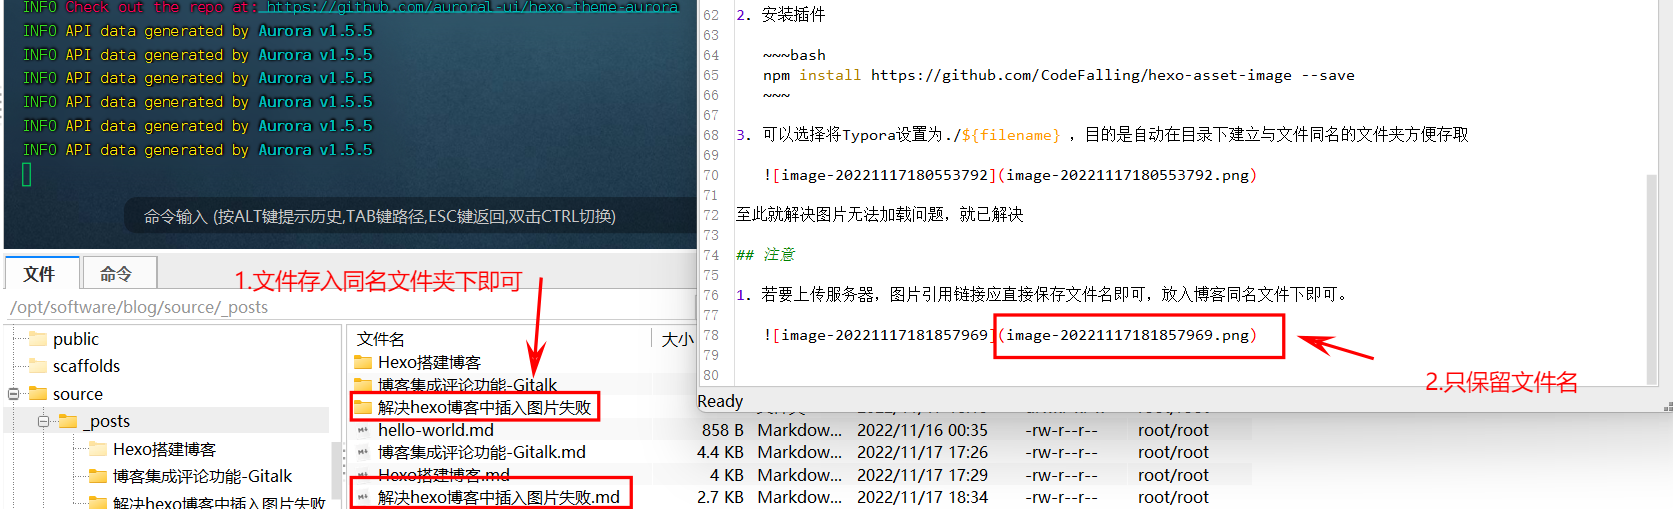 INFO Check out the repo at: https://github.com/auroral-ui/hexo-theme-aurora
INFO API data generated by Aurora v1.5.5
INFO API data generated by Aurora v1.5.5
INFO API data generated by Aurora v1.5.5
INFO API data generated by Aurora v1.5.5
INFO API data generated by Aurora v1.5.5
INFO API data generated by Aurora v1.5.5
命令输入 (按ALT键提示历史,TAB键路径,ESC键返回,双击CTRL切换)
文件 命令
1.文件存入同名文件夹下即可
/opt/software/blog/source/_posts
public
scaffolds
source
_posts
Hexo搭建博客
博客集成评论功能-Gitalk
解决hexo博客中插入图片失败
文件名 大小
Hexo搭建博客
博客集成评论功能-Gitalk
解决hexo博客中插入图片失败
hello-world.md 858 B Markdow... 2022/11/16 00:35 -rw-r--r-- root/root
博客集成评论功能-Gitalk.md 4.4 KB Markdow... 2022/11/17 17:26 -rw-r--r-- root/root
Hexo搭建博客.md 4 KB Markdow... 2022/11/17 17:29 -rw-r--r-- root/root
解决hexo博客中插入图片失败.md 2.7 KB Markdow... 2022/11/17 18:34 -rw-r--r-- root/root
62 2. 安装插件
63
64 ~~~bash
65 npm install https://github.com/CodeFalling/hexo-asset-image --save
66 ~~~
67
68 3. 可以选择将Typora设置为./${filename} ，目的是自动在目录下建立与文件同名的文件夹方便存取
69
70 ![image-20221117180553792](image-20221117180553792.png)
71
72 至此就解决图片无法加载问题，就已解决
73
74 ## 注意
75
76 1. 若要上传服务器，图片引用链接应直接保存文件名即可，放入博客同名文件下即可。
77
78 ![image-20221117181857969](image-20221117181857969.png)
79
80
2.只保留文件名
Ready